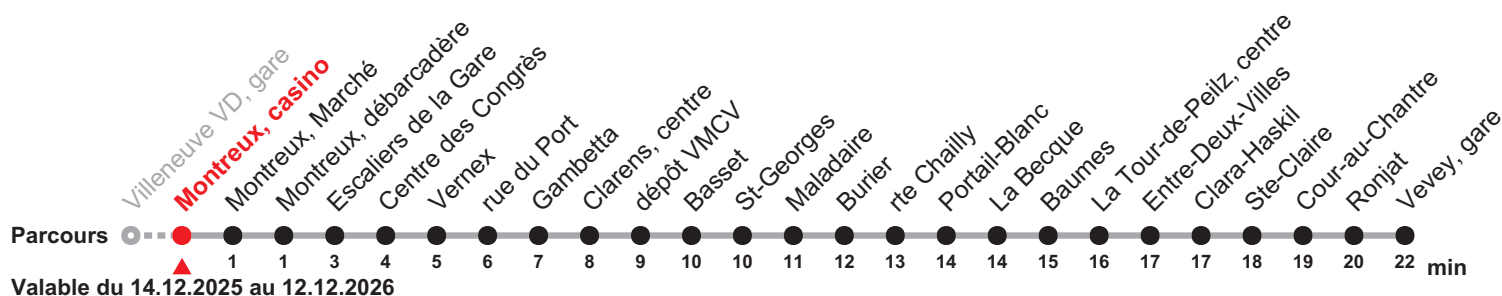 Villeneuve VD, gare
Montreux, casino
Montreux, Marché
Montreux, débarcadère
Escaliers de la Gare
Centre des Congrès
Vernex
rue du Port
Gambetta
Clarens, centre
dépôt VMCV
Basset
St-Georges
Maladaire
Burier
rte Chailly
Portail-Blanc
La Becque
Baumes
La Tour-de-Peilz, centre
Entre-Deux-Villes
Clara-Haskil
Ste-Claire
Cour-au-Chantre
Ronjat
Vevey, gare
Parcours
1 1 3 4 5 6 7 8 9 10 10 11 12 13 14 14 15 16 17 17 18 19 20 22 min
Valable du 14.12.2025 au 12.12.2026